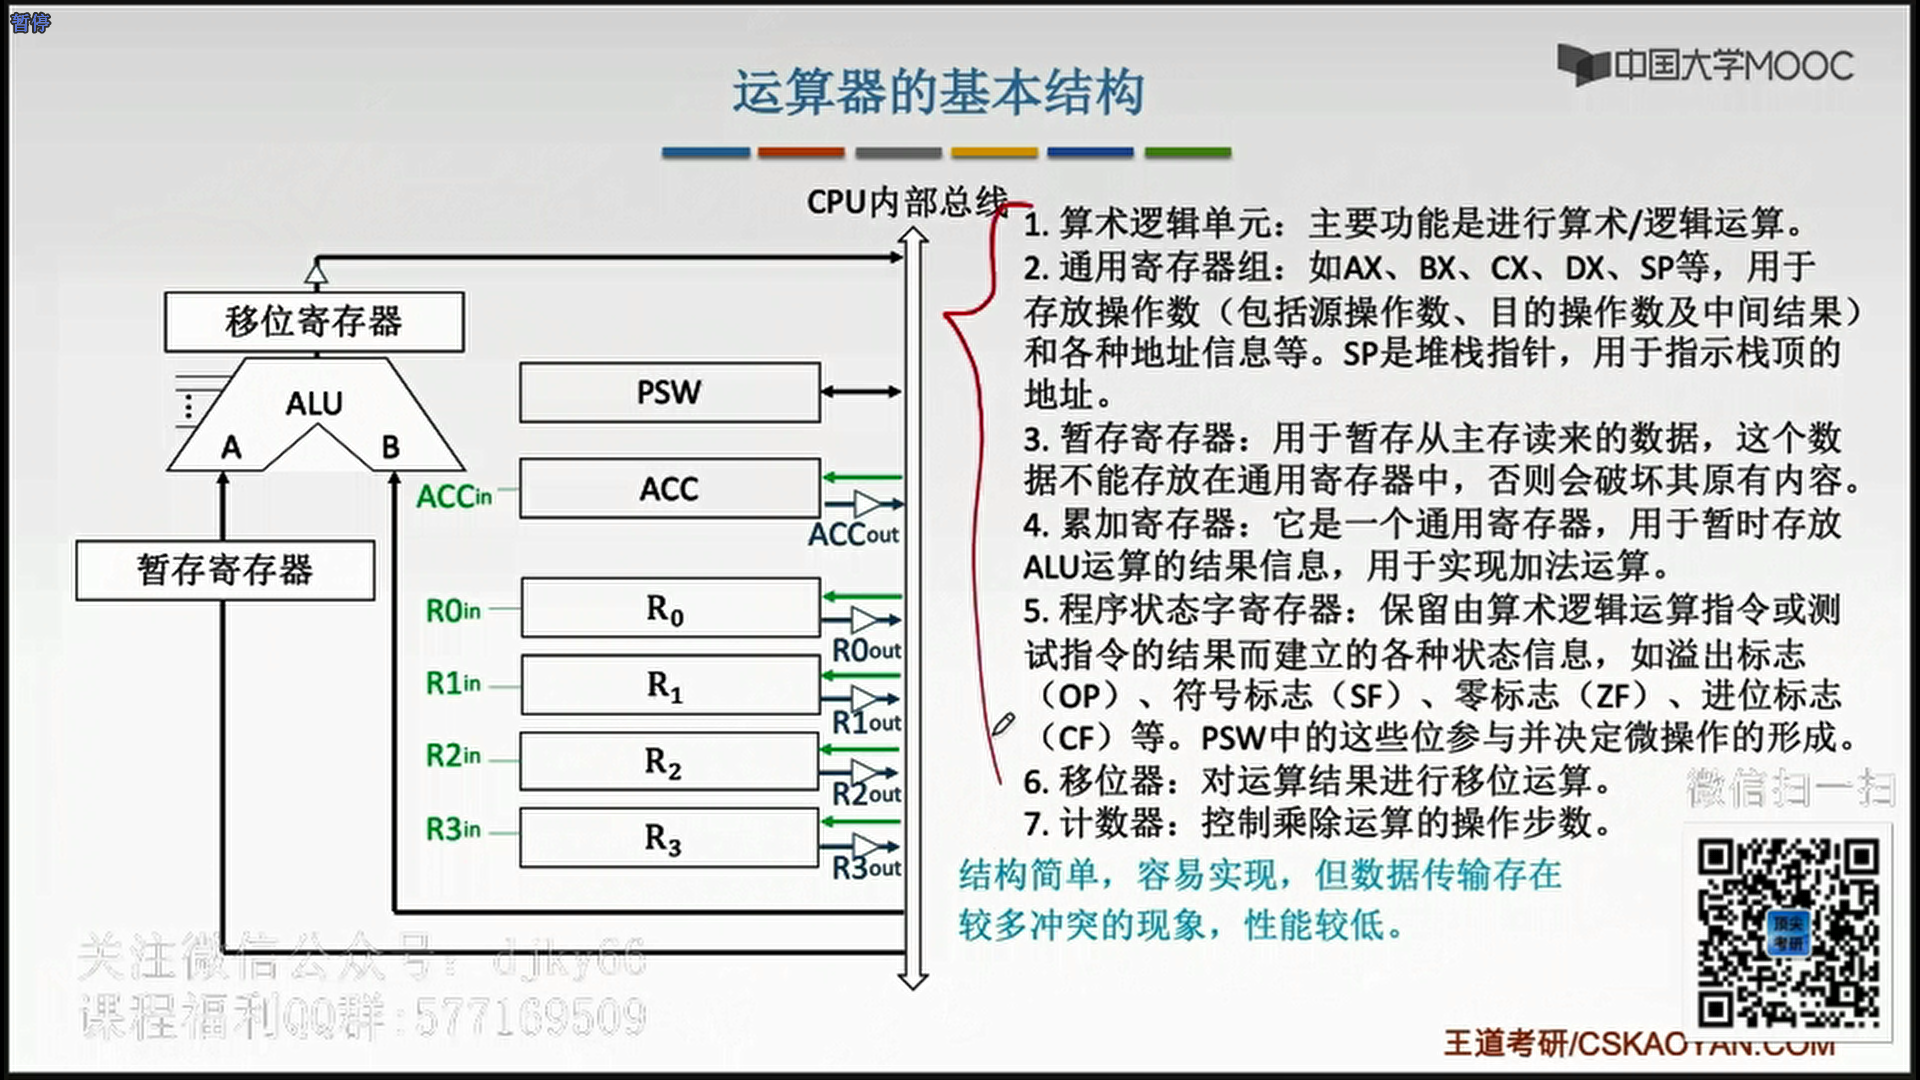 暂停
中国大学MOOC
运算器的基本结构
CPU内部总线
移位寄存器
ALU
A
B
暂存寄存器
PSW
ACCin
ACC
ACCout
R0in
R0
R0out
R1in
R1
R1out
R2in
R2
R2out
R3in
R3
R3out
1. 算术逻辑单元：主要功能是进行算术/逻辑运算。
2. 通用寄存器组：如AX、BX、CX、DX、SP等，用于
存放操作数（包括源操作数、目的操作数及中间结果）
和各种地址信息等。SP是堆栈指针，用于指示栈顶的
地址。
3. 暂存寄存器：用于暂存从主存读来的数据，这个数
据不能存放在通用寄存器中，否则会破坏其原有内容。
4. 累加寄存器：它是一个通用寄存器，用于暂时存放
ALU运算的结果信息，用于实现加法运算。
5. 程序状态字寄存器：保留由算术逻辑运算指令或测
试指令的结果而建立的各种状态信息，如溢出标志
（OP）、符号标志（SF）、零标志（ZF）、进位标志
（CF）等。PSW中的这些位参与并决定微操作的形成。
6. 移位器：对运算结果进行移位运算。
7. 计数器：控制乘除运算的操作步数。
结构简单，容易实现，但数据传输存在
较多冲突的现象，性能较低。
微信扫一扫
顶尖
考研
关注微信公众号：djky66
课程福利QQ群:577169509
王道考研/CSKAOYAN.COM